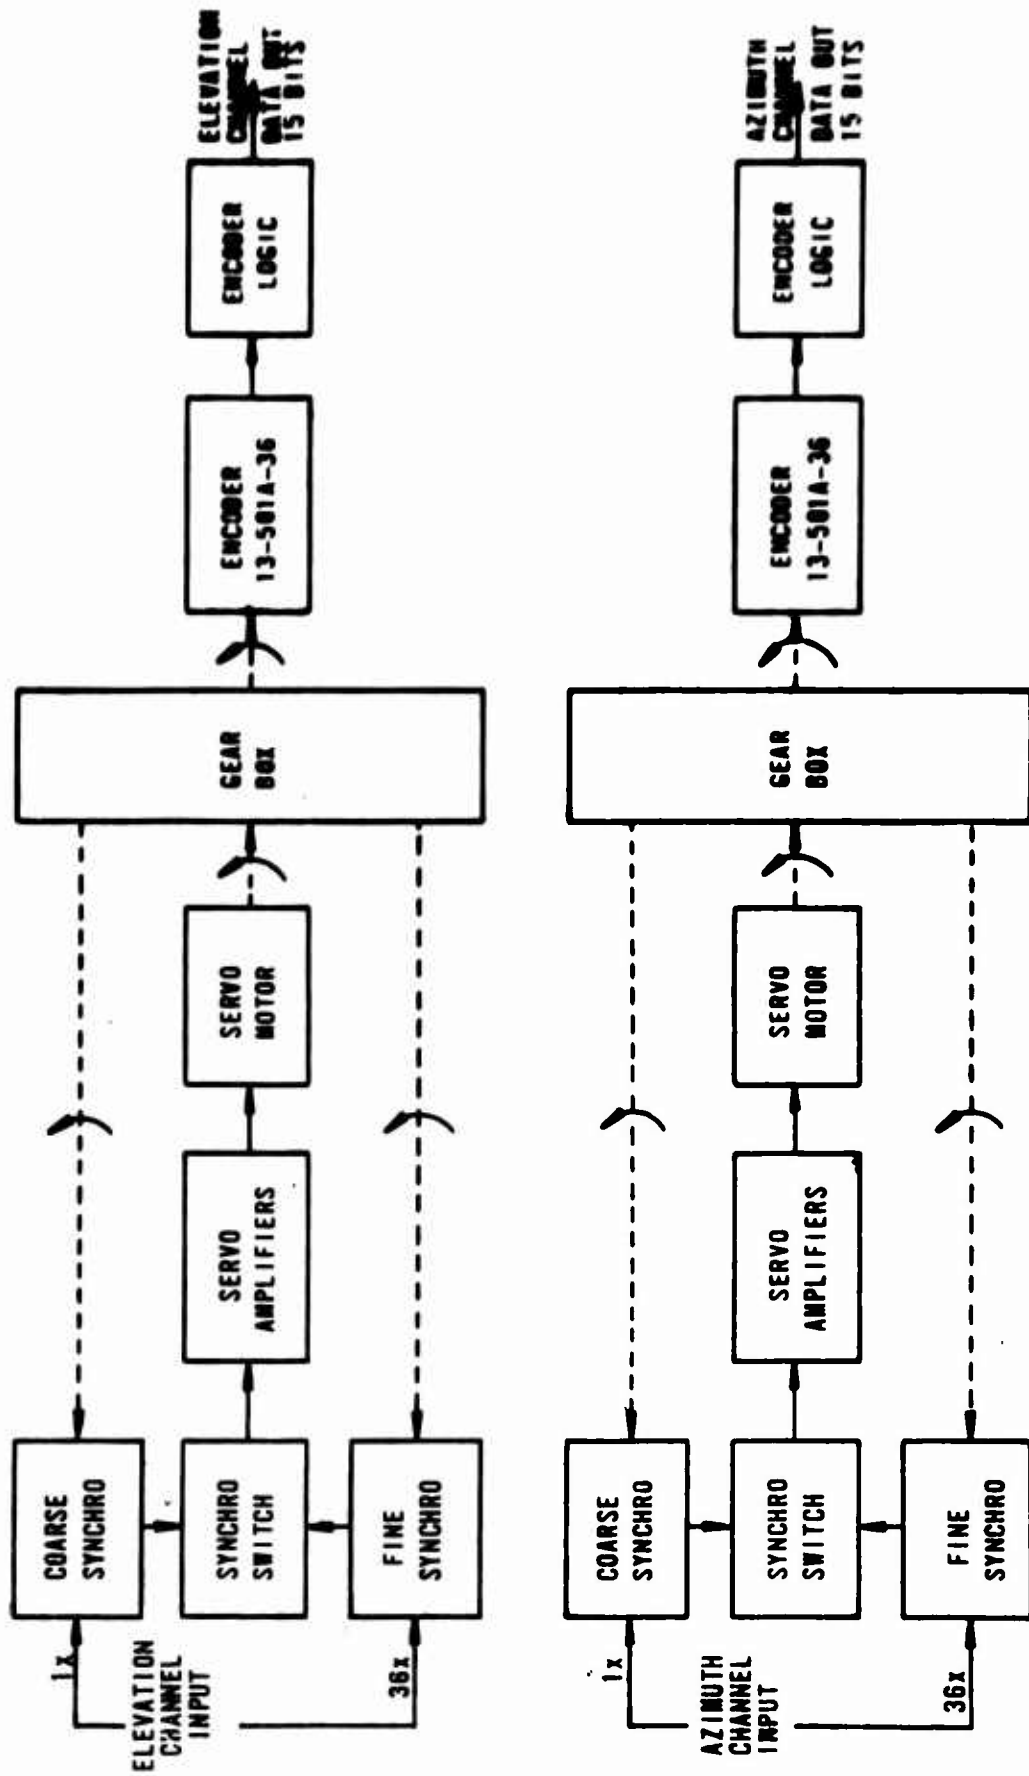 ELEVATION
CHANNEL
INPUT
1X
36X
COARSE
SYNCHRO
SYNCHRO
SWITCH
FINE
SYNCHRO
SERVO
AMPLIFIERS
SERVO
MOTOR
GEAR
BOX
ENCODER
13-501A-36
ENCODER
LOGIC
ELEVATION
CHANNEL
DATA OUT
15 BITS
AZIMUTH
CHANNEL
INPUT
1X
36X
COARSE
SYNCHRO
SYNCHRO
SWITCH
FINE
SYNCHRO
SERVO
AMPLIFIERS
SERVO
MOTOR
GEAR
BOX
ENCODER
13-501A-36
ENCODER
LOGIC
AZIMUTH
CHANNEL
DATA OUT
15 BITS